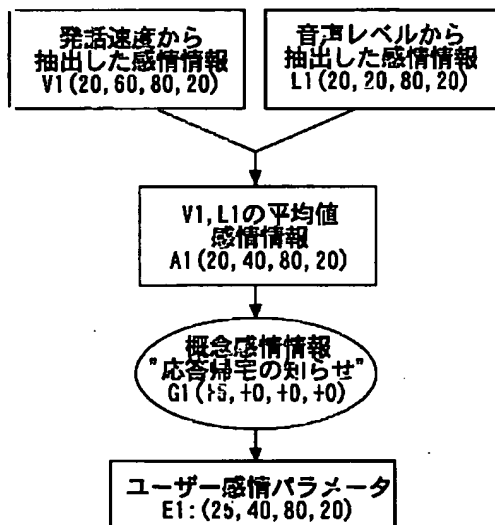 発話速度から
抽出した感情情報
V1(20,60,80,20)
音声レベルから
抽出した感情情報
L1(20,20,80,20)
V1,L1の平均値
感情情報
A1(20,40,80,20)
概念感情情報
"応答帰宅の知らせ"
G1(+5,+0,+0,+0)
ユーザー感情パラメータ
E1:(25,40,80,20)